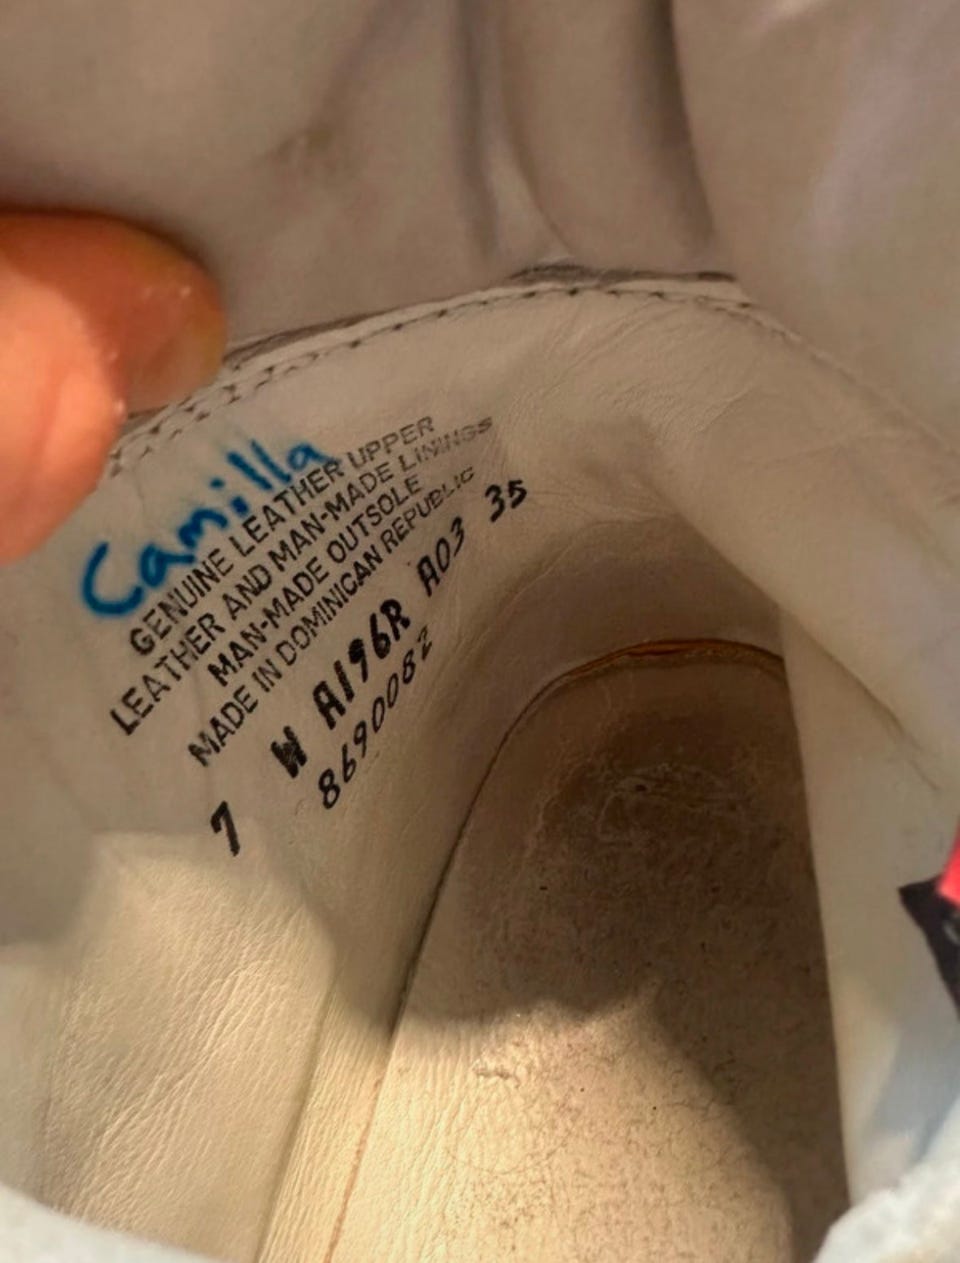 Camilla
GENUINE LEATHER UPPER
LEATHER AND MAN-MADE LININGS
MAN-MADE OUTSOLE
MADE IN DOMINICAN REPUBLIC
7 W A196R A03 35
8690082